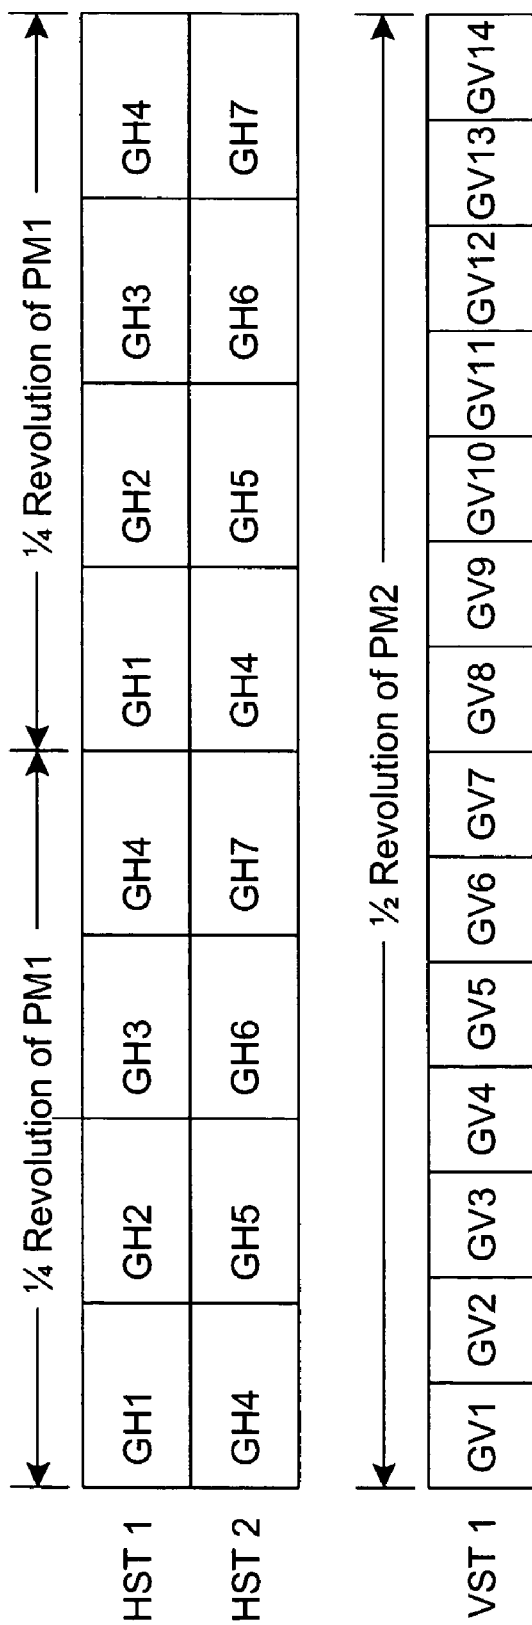 ¼ Revolution of PM1 ¼ Revolution of PM1
HST 1 GH1 GH2 GH3 GH4 GH1 GH2 GH3 GH4
HST 2 GH4 GH5 GH6 GH7 GH4 GH5 GH6 GH7
½ Revolution of PM2
VST 1 GV1 GV2 GV3 GV4 GV5 GV6 GV7 GV8 GV9 GV10 GV11 GV12 GV13 GV14